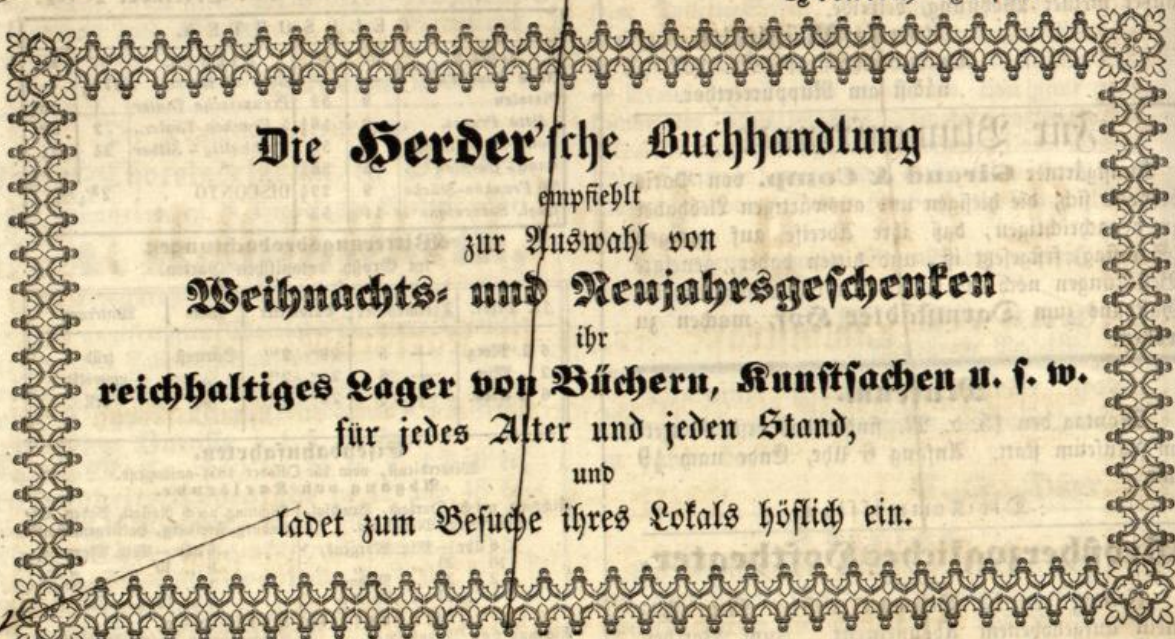 Die Herder'sche Buchhandlung
empfiehlt
zur Auswahl von
Weihnachts- und Neujahrsgeschenken
ihr
reichhaltiges Lager von Büchern, Kunstsachen u. s. w.
für jedes Alter und jeden Stand,
und
ladet zum Besuche ihres Lokals höflich ein.